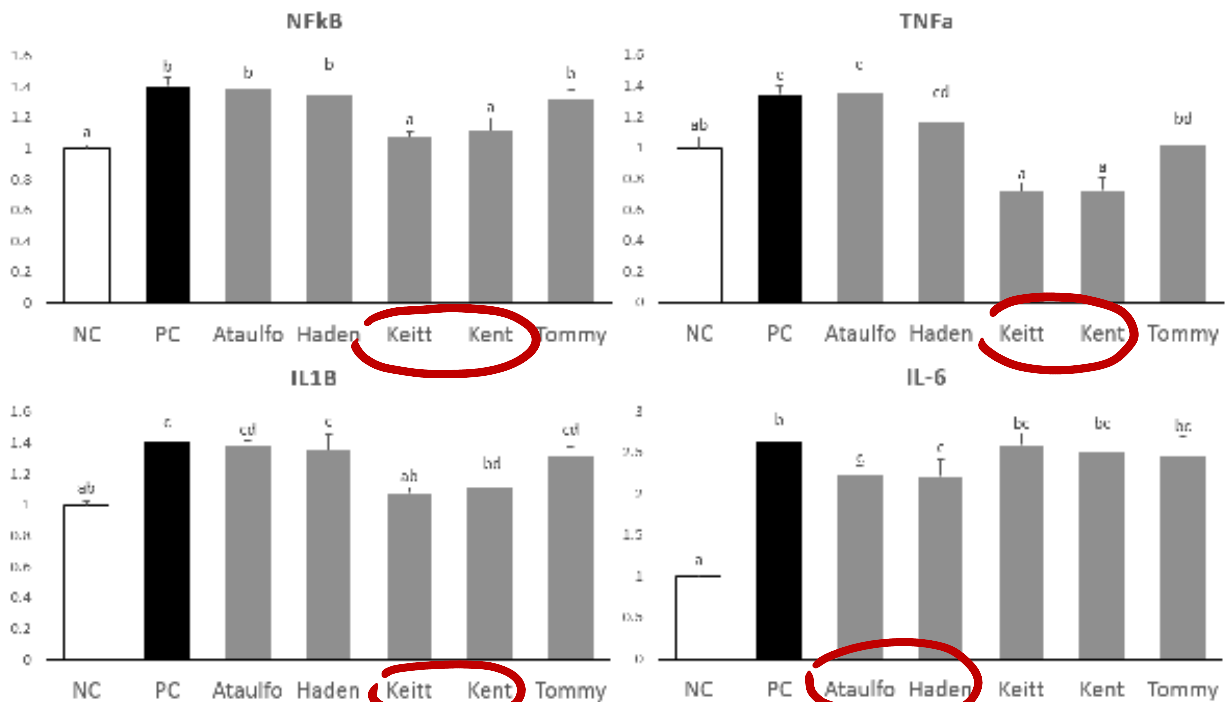 NFkB
1.6
1.4
1.2
1
0.8
0.6
0.4
0.2
0
a
b
b
b
a
a
b
NC PC Ataulfo Haden Keitt Kent Tommy
TNFa
1.6
1.4
1.2
1
0.8
0.6
0.4
0.2
0
ab
c
c
cd
a
a
bd
NC PC Ataulfo Haden Keitt Kent Tommy
IL1B
1.6
1.4
1.2
1
0.8
0.6
0.4
0.2
0
ab
c
cd
c
ab
bd
cd
NC PC Ataulfo Haden Keitt Kent Tommy
IL-6
3
2.5
2
1.5
1
0.5
0
a
b
c
c
bc
bc
bc
NC PC Ataulfo Haden Keitt Kent Tommy